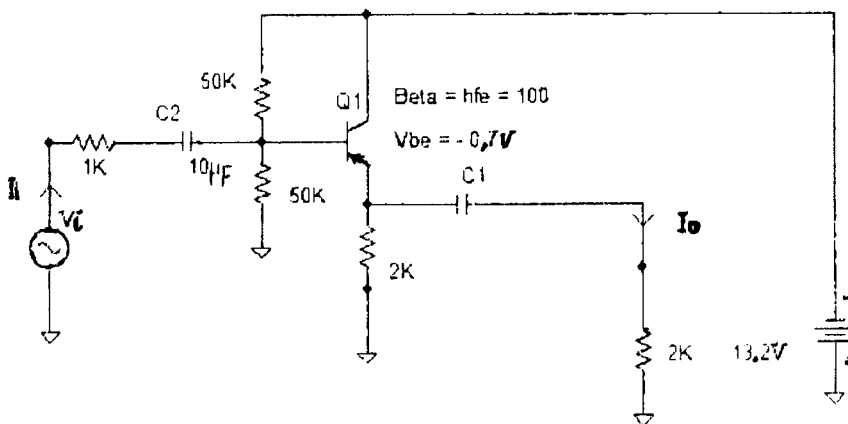 50K
Q1
Beta = hfe = 100
C2
Vbe = - 0,7V
1K
10µF
50K
C1
Ii
Vi
Io
2K
2K
13.2V